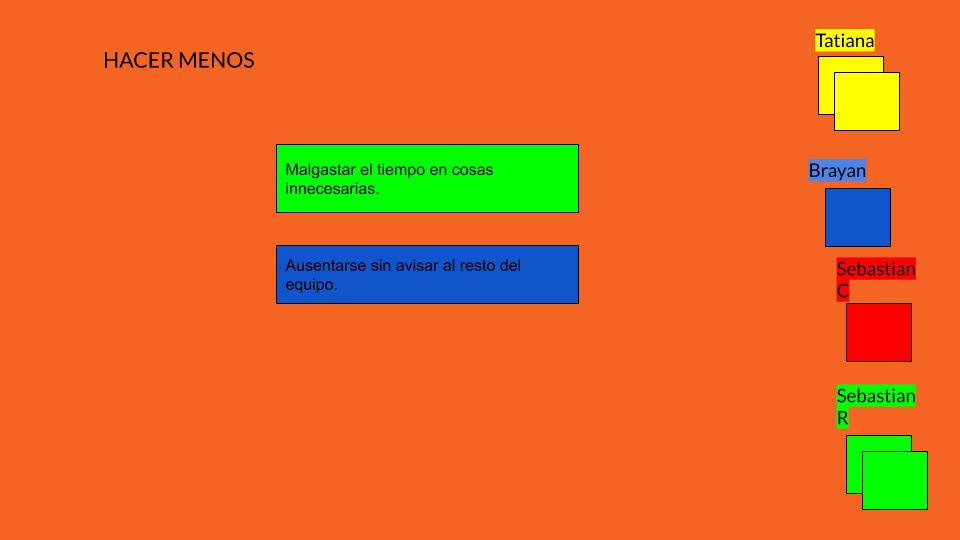 HACER MENOS
Malgastar el tiempo en cosas
innecesarias.
Ausentarse sin avisar al resto del
equipo.
Tatiana
Brayan
Sebastian
C
Sebastian
R